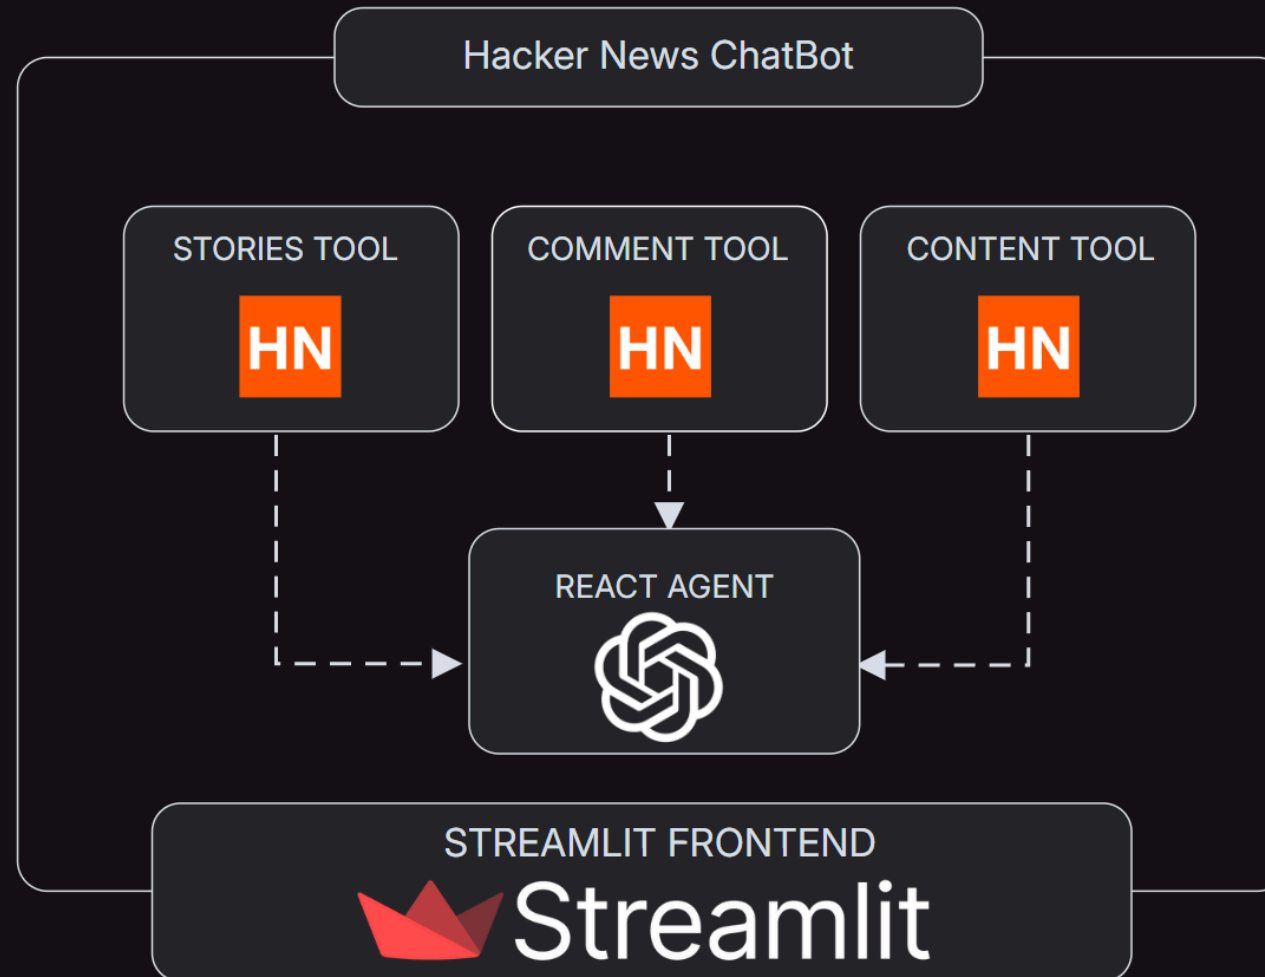 Hacker News ChatBot
STORIES TOOL
HN
COMMENT TOOL
HN
CONTENT TOOL
HN
REACT AGENT
STREAMLIT FRONTEND
Streamlit